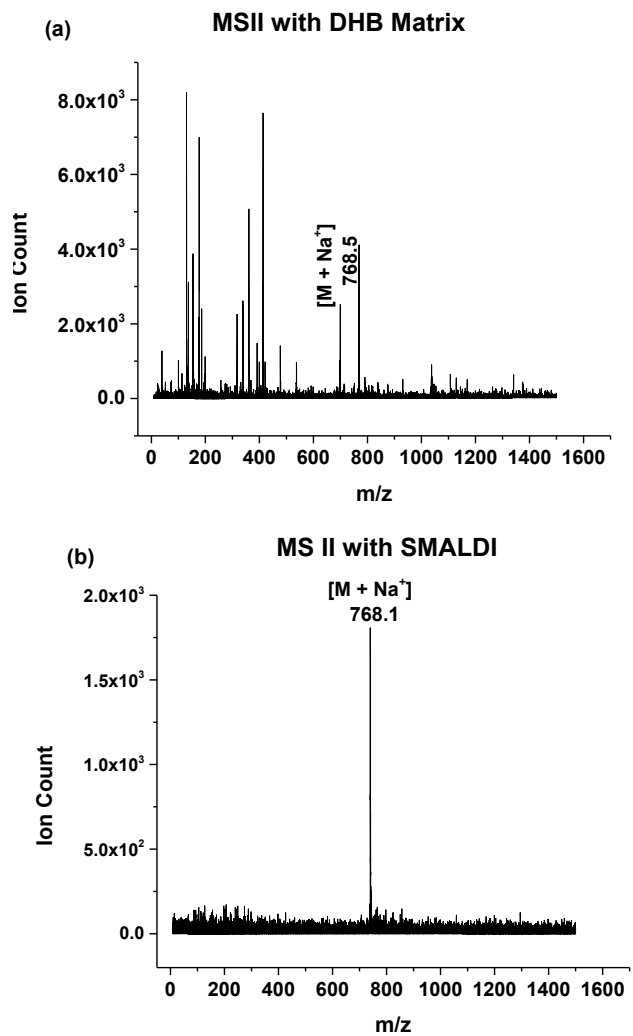 (a)
MSII with DHB Matrix
Ion Count
8.0x10³
6.0x10³
4.0x10³
2.0x10³
0.0
[M + Na⁺]
768.5
0 200 400 600 800 1000 1200 1400 1600
m/z
(b)
MS II with SMALDI
Ion Count
2.0x10³
1.5x10³
1.0x10³
5.0x10²
0.0
[M + Na⁺]
768.1
0 200 400 600 800 1000 1200 1400 1600
m/z